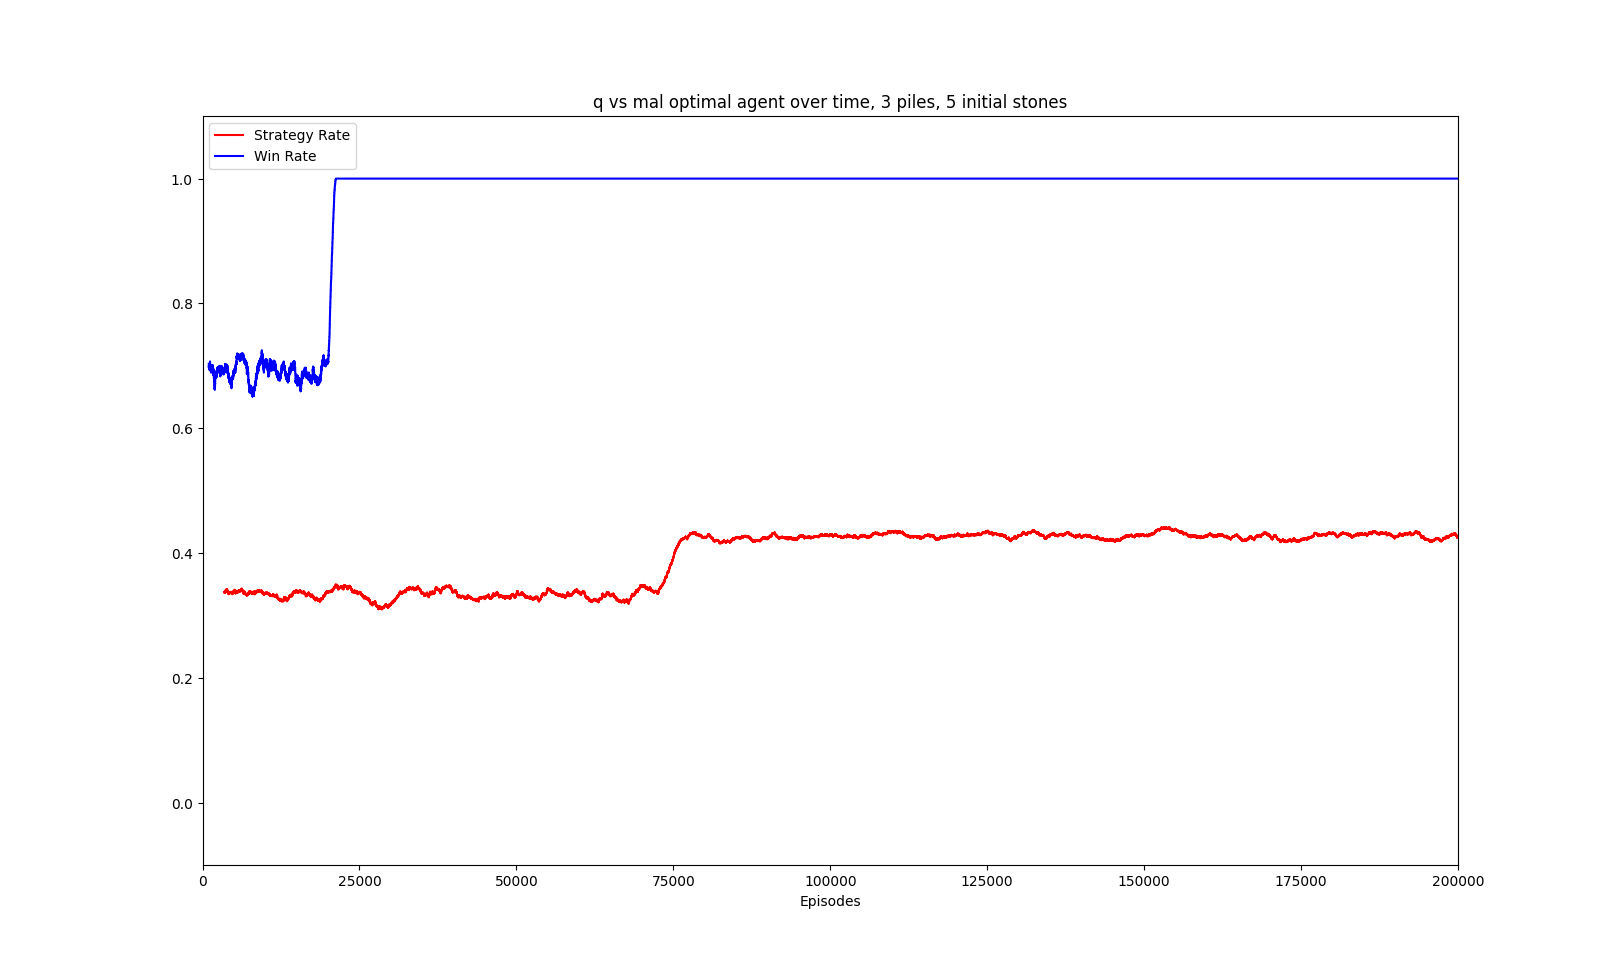 q vs mal optimal agent over time, 3 piles, 5 initial stones
Strategy Rate
Win Rate
1.0
0.8
0.6
0.4
0.2
0.0
0 25000 50000 75000 100000 125000 150000 175000 200000
Episodes